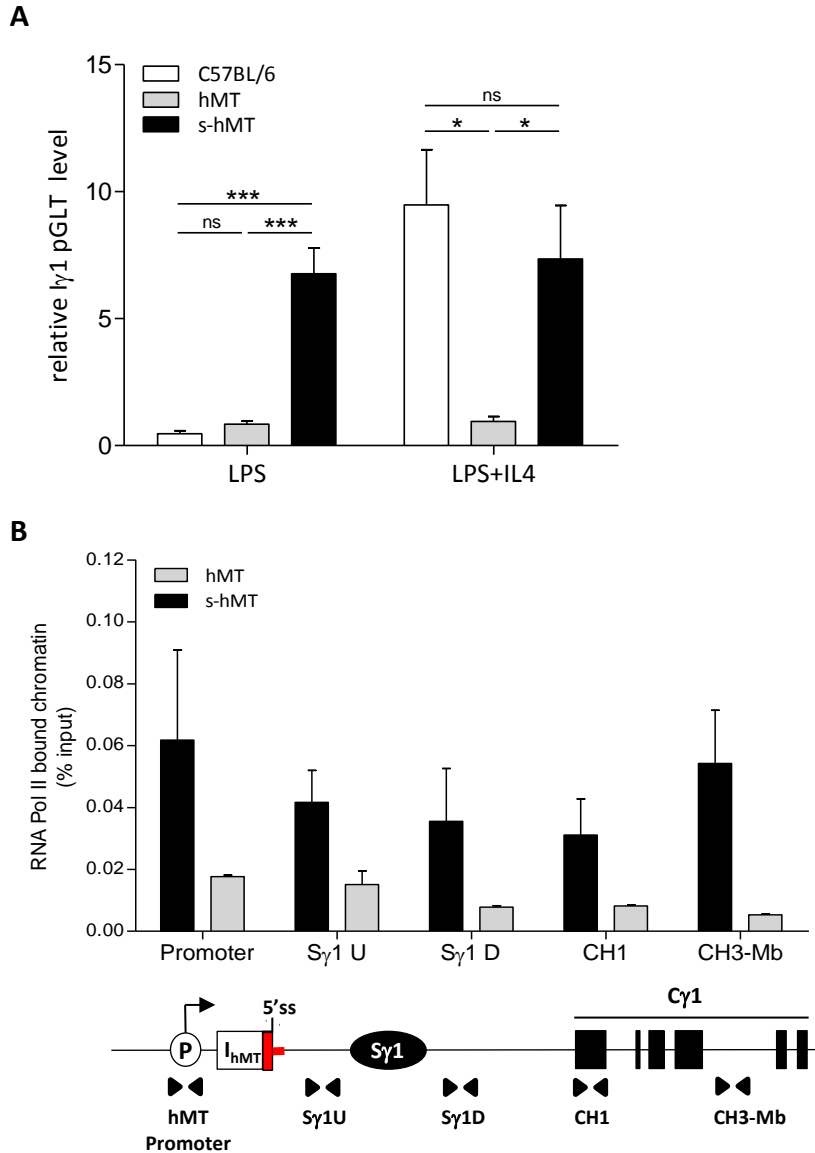 A
relative Iγ1 pGLT level
15
10
5
0
C57BL/6
hMT
s-hMT
***
ns
***
ns
*
*
LPS
LPS+IL4
B
RNA Pol II bound chromatin
(% input)
0.12
0.10
0.08
0.06
0.04
0.02
0.00
hMT
s-hMT
Promoter
Sγ1 U
Sγ1 D
CH1
CH3-Mb
5'ss
Cγ1
P
IhMT
Sγ1
hMT
Promoter
Sγ1U
Sγ1D
CH1
CH3-Mb